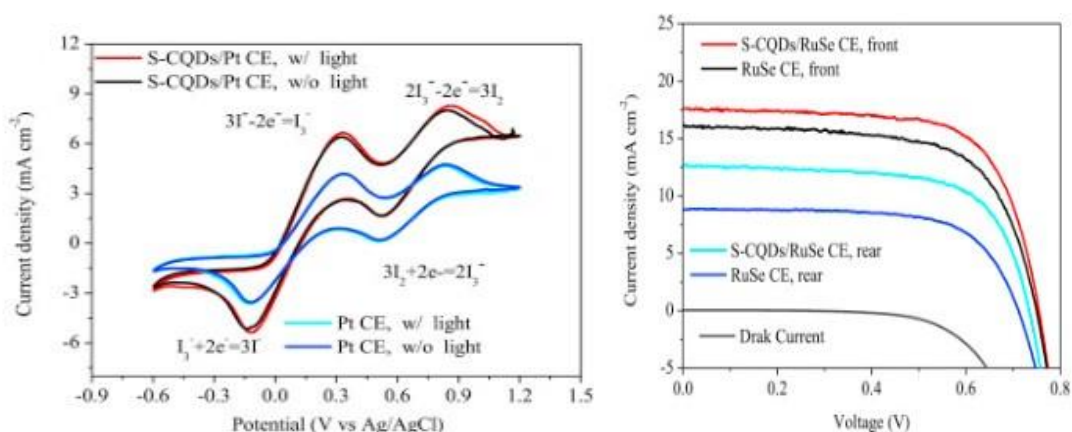 12
9
6
3
0
-3
-6
-0.9
-0.6
-0.3
0.0
0.3
0.6
0.9
1.2
1.5
Current density (mA cm⁻²)
Potential (V vs Ag/AgCl)
S-CQDs/Pt CE, w/ light
S-CQDs/Pt CE, w/o light
2I₃⁻-2e⁻=3I₂
3I⁻-2e⁻=I₃⁻
3I₂+2e-=2I₃⁻
Pt CE, w/ light
Pt CE, w/o light
I₃⁻+2e⁻=3I⁻
25
20
15
10
5
0
-5
0.0
0.2
0.4
0.6
0.8
Current density (mA cm⁻²)
Voltage (V)
S-CQDs/RuSe CE, front
RuSe CE, front
S-CQDs/RuSe CE, rear
RuSe CE, rear
Drak Current